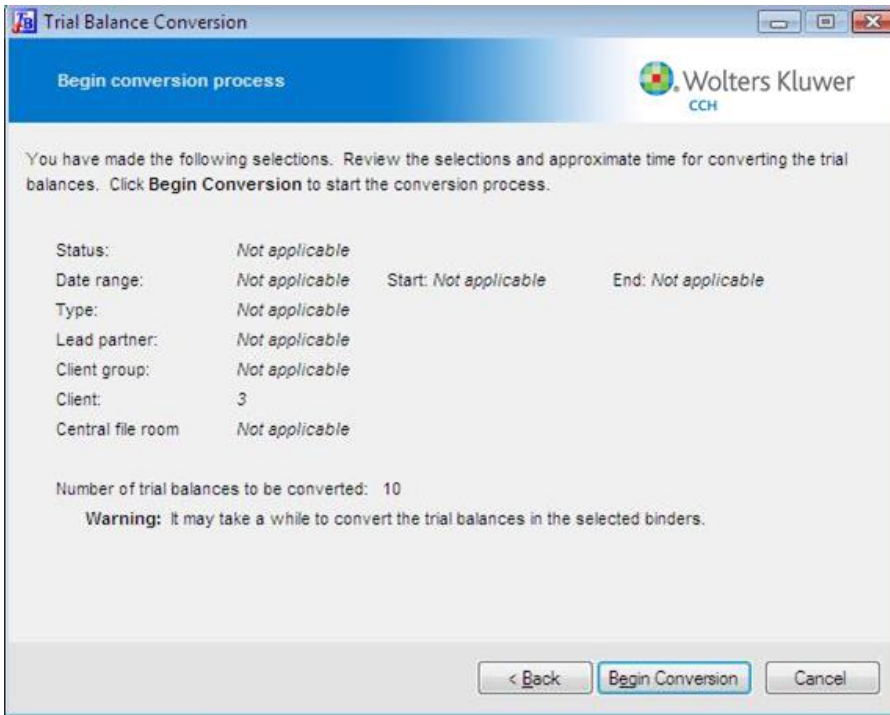 Trial Balance Conversion
Begin conversion process
Wolters Kluwer
CCH
You have made the following selections. Review the selections and approximate time for converting the trial
balances. Click Begin Conversion to start the conversion process.
Status: Not applicable
Date range: Not applicable Start: Not applicable End: Not applicable
Type: Not applicable
Lead partner: Not applicable
Client group: Not applicable
Client: 3
Central file room Not applicable
Number of trial balances to be converted: 10
Warning: It may take a while to convert the trial balances in the selected binders.
< Back Begin Conversion Cancel